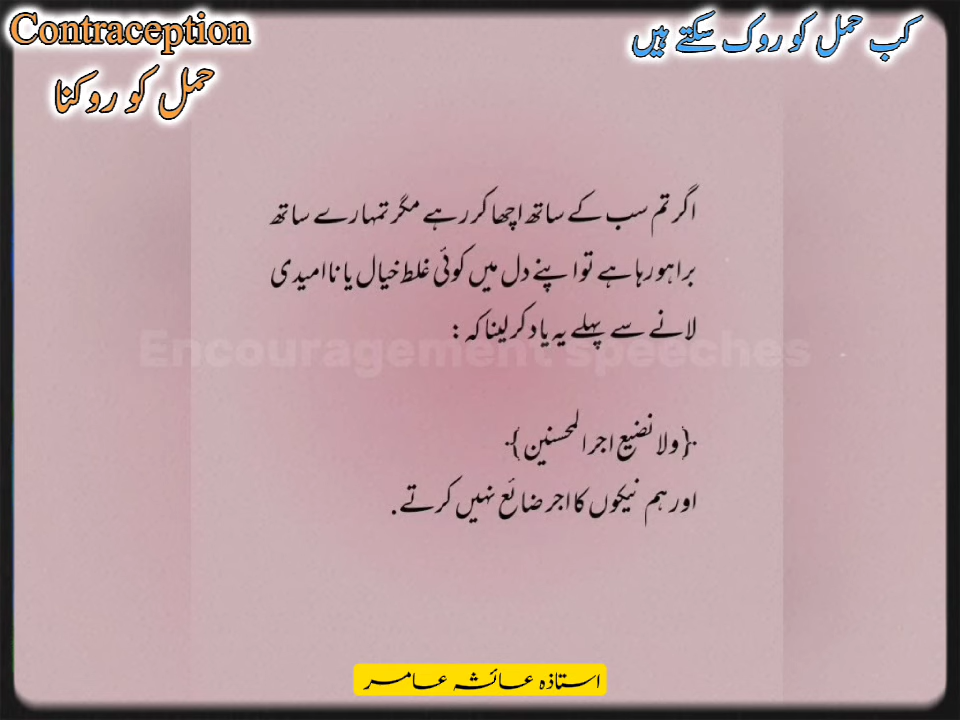 Contraception
حمل کو روکنا
کب حمل کو روک سکتے ہیں
اگر تم سب کے ساتھ اچھا کر رہے مگر تمہارے ساتھ
برا ہو رہا ہے تو اپنے دل میں کوئی غلط خیال یا نا امیدی
لانے سے پہلے یہ یاد کر لینا کہ :
Encouragement speeches
{ولا نضیع اجر المحسنین}
اور ہم نیکوں کا اجر ضائع نہیں کرتے .
استاذہ عائشہ عامر